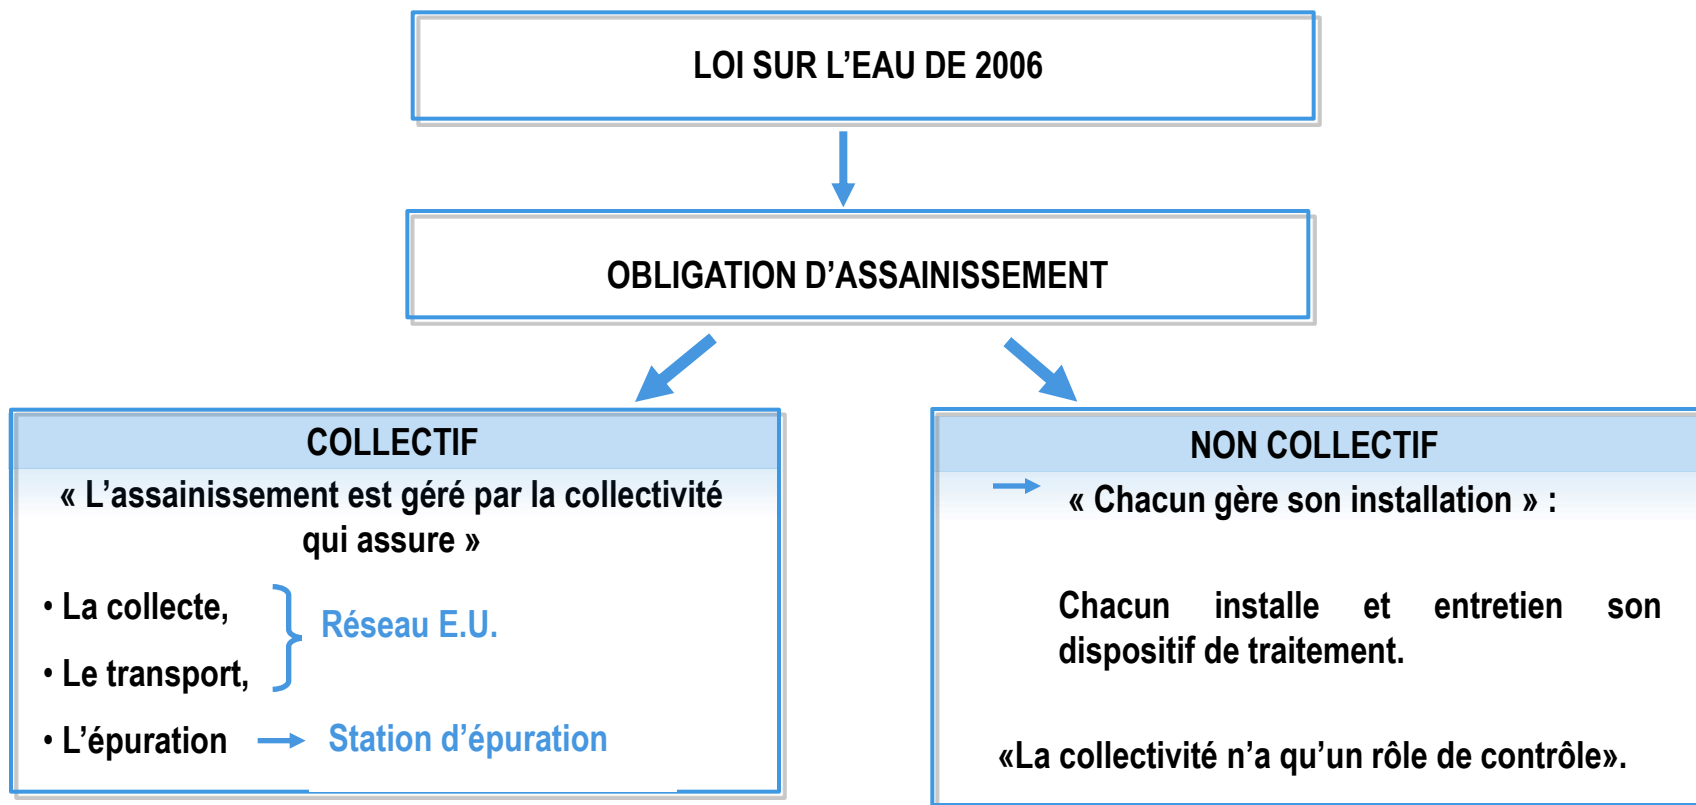 LOI SUR L’EAU DE 2006
OBLIGATION D’ASSAINISSEMENT
COLLECTIF
« L’assainissement est géré par la collectivité
qui assure »
• La collecte,
Réseau E.U.
• Le transport,
• L’épuration
Station d’épuration
NON COLLECTIF
« Chacun gère son installation » :
Chacun installe et entretien son
dispositif de traitement.
«La collectivité n’a qu’un rôle de contrôle».